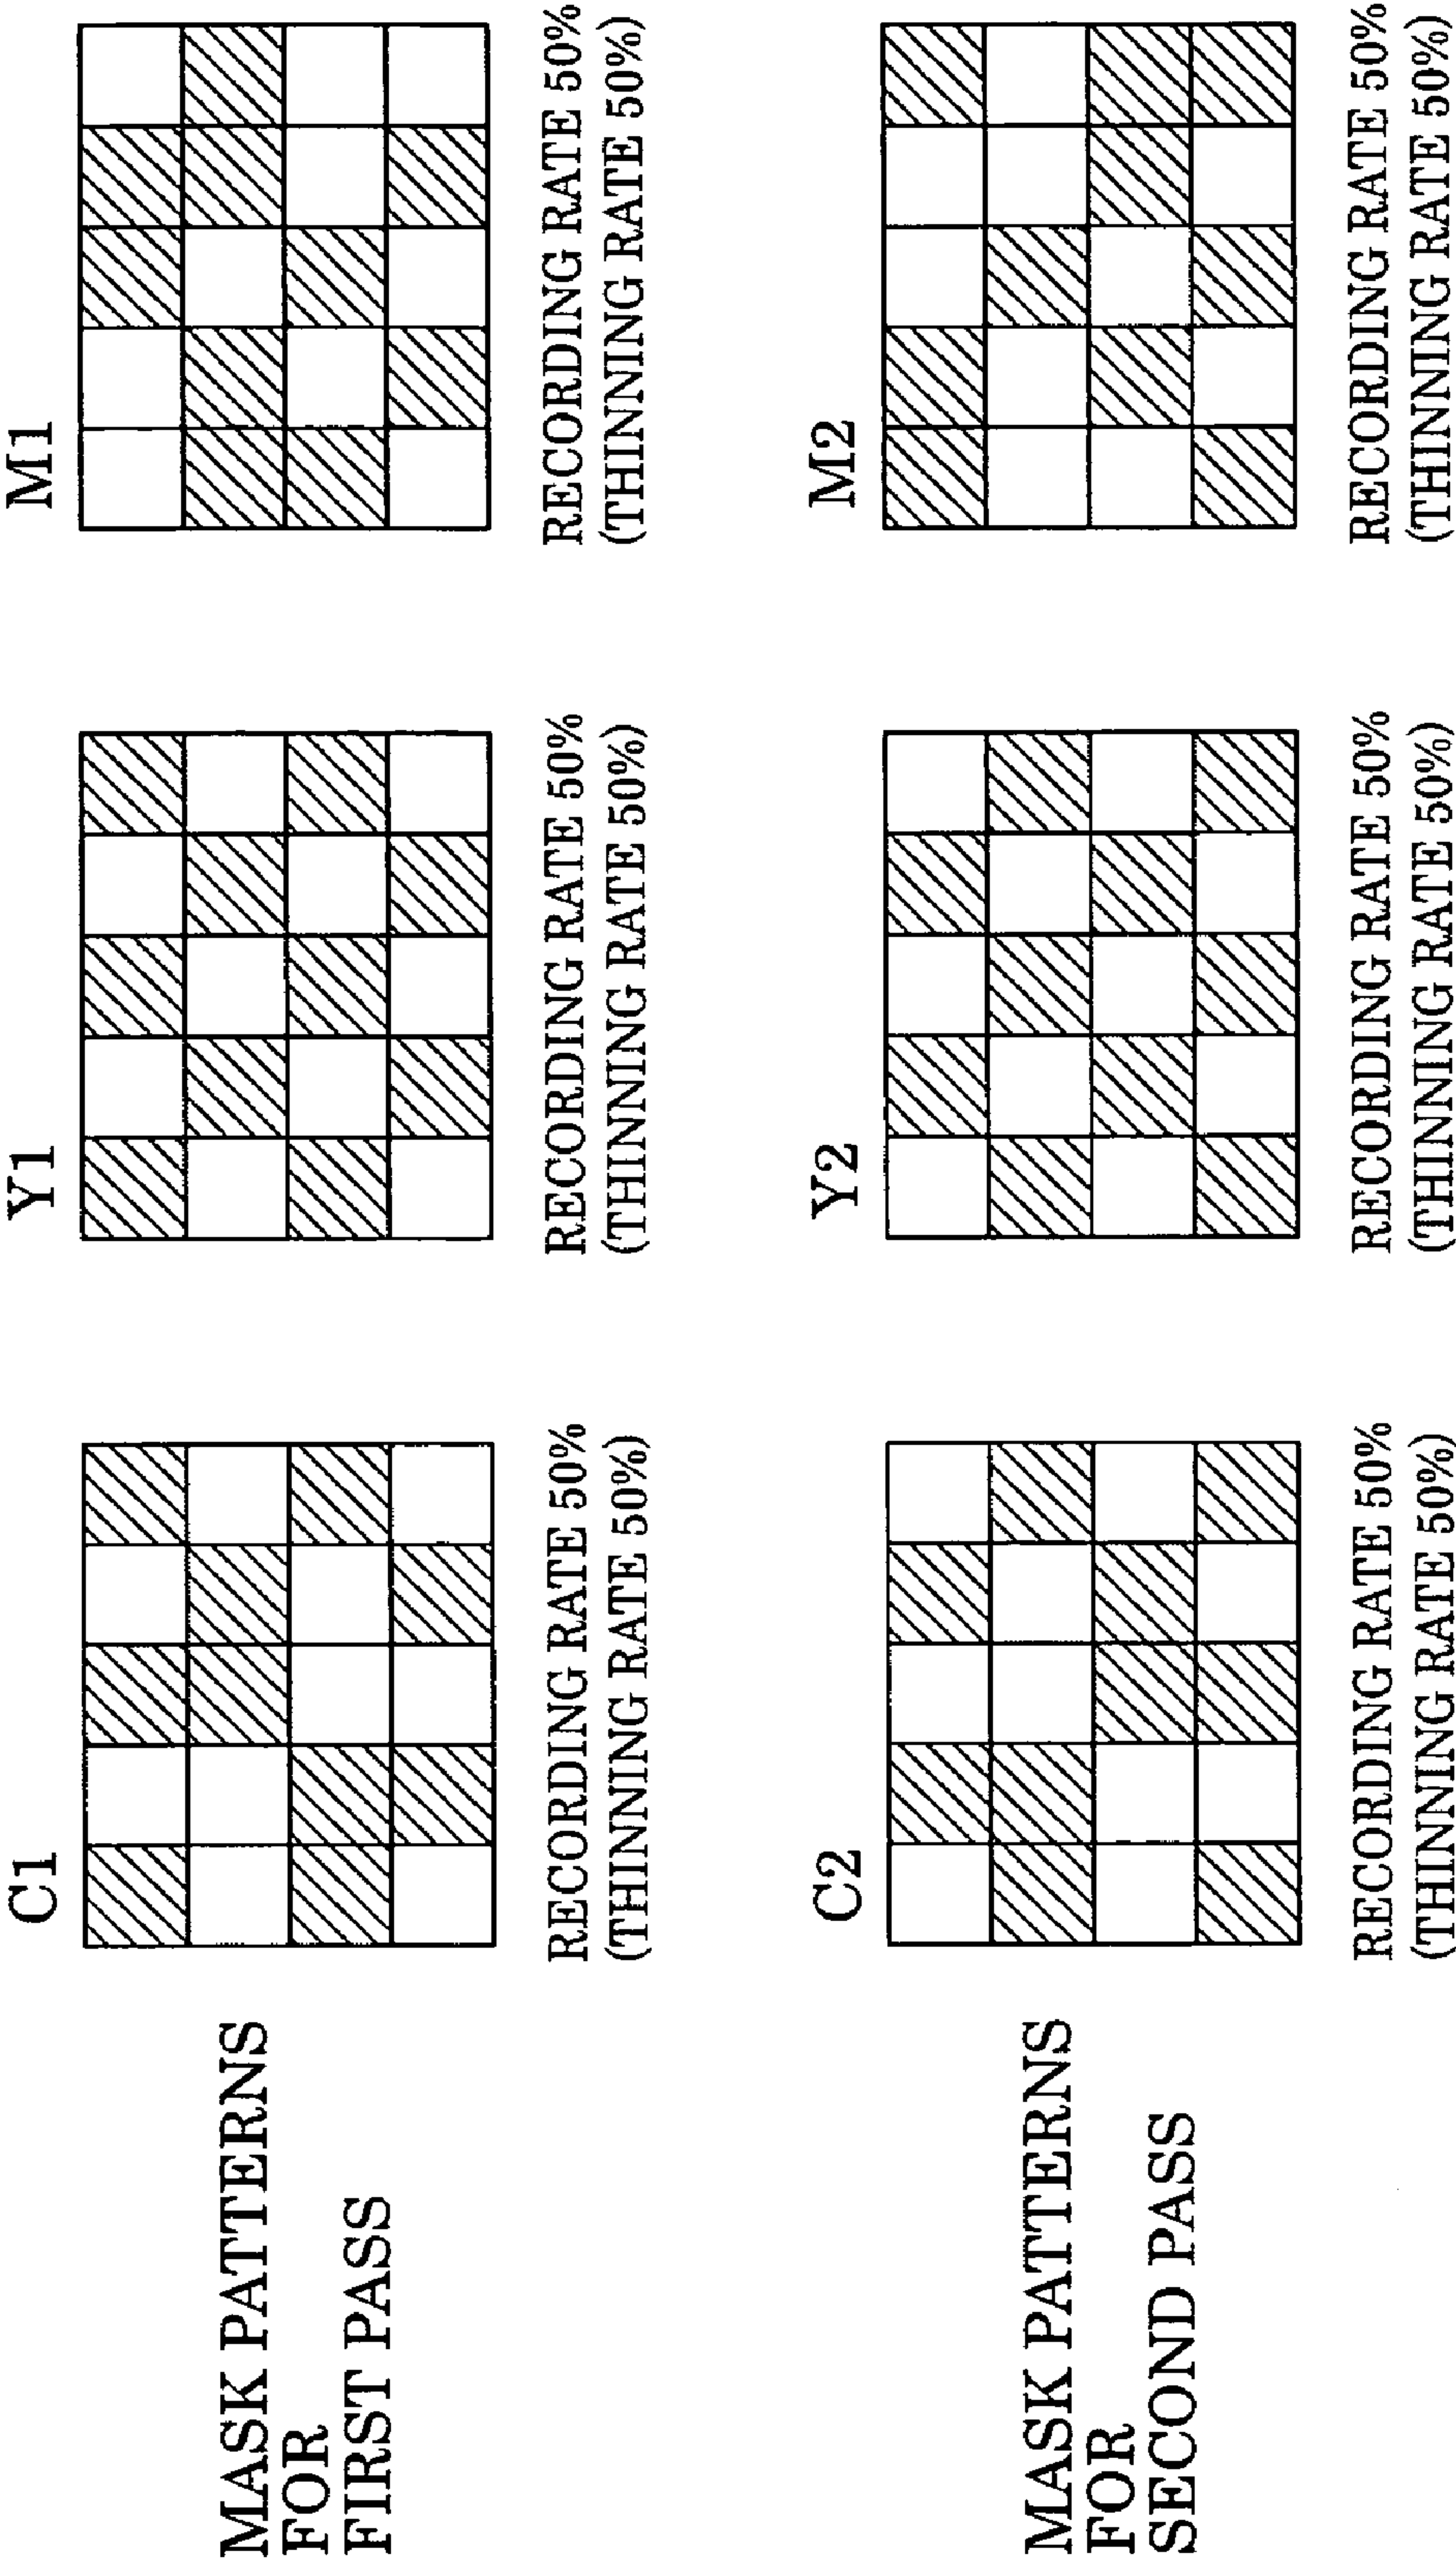 MASK PATTERNS
FOR
FIRST PASS
C1
RECORDING RATE 50%
(THINNING RATE 50%)
Y1
RECORDING RATE 50%
(THINNING RATE 50%)
M1
RECORDING RATE 50%
(THINNING RATE 50%)
MASK PATTERNS
FOR
SECOND PASS
C2
RECORDING RATE 50%
(THINNING RATE 50%)
Y2
RECORDING RATE 50%
(THINNING RATE 50%)
M2
RECORDING RATE 50%
(THINNING RATE 50%)